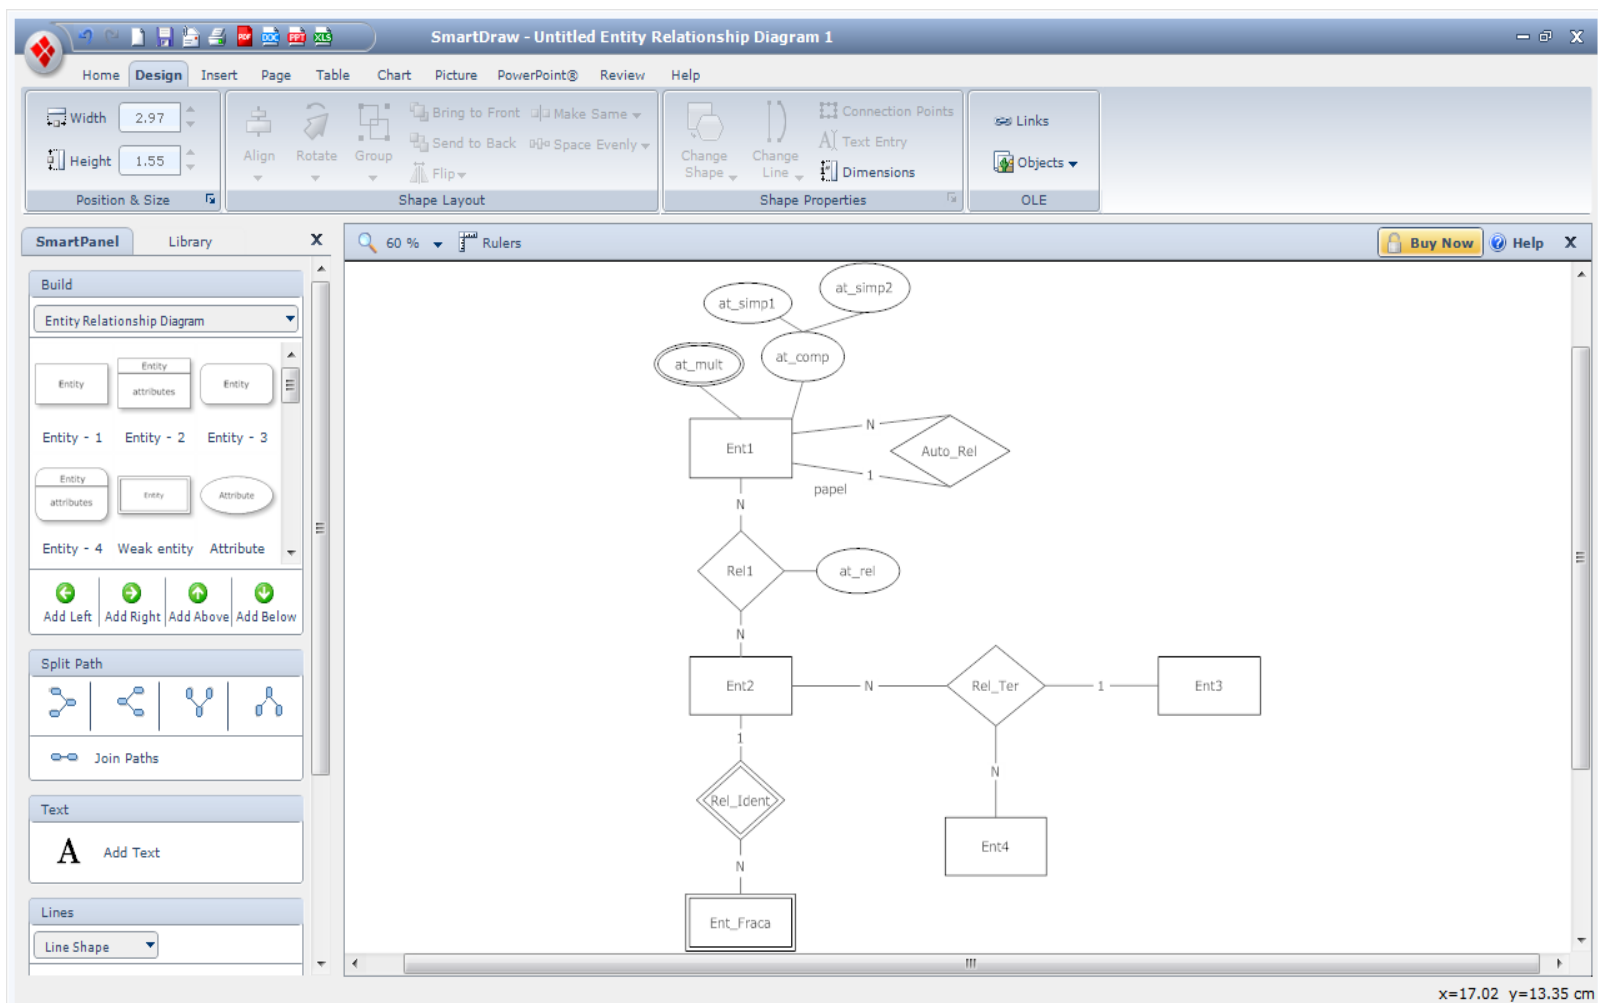 PDF DOC PPT XLS
SmartDraw - Untitled Entity Relationship Diagram 1
Home Design Insert Page Table Chart Picture PowerPoint® Review Help
Width 2.97
Height 1.55
Position & Size
Align Rotate Group
Bring to Front Make Same
Send to Back Space Evenly
Flip
Shape Layout
Change Shape
Change Line
Connection Points
Text Entry
Dimensions
Shape Properties
Links
Objects
OLE
SmartPanel Library X
60 % Rulers
Buy Now Help X
Build
Entity Relationship Diagram
Entity
Entity
attributes
Entity
Entity - 1 Entity - 2 Entity - 3
Entity
attributes
Entity
Attribute
Entity - 4 Weak entity Attribute
Add Left Add Right Add Above Add Below
Split Path
Join Paths
Text
A Add Text
Lines
Line Shape
at_simp1
at_simp2
at_mult
at_comp
Ent1
N
Auto_Rel
1
papel
N
Rel1
at_rel
N
Ent2
N
Rel_Ter
1
Ent3
1
N
Rel_Ident
Ent4
N
Ent_Fraca
x=17.02 y=13.35 cm